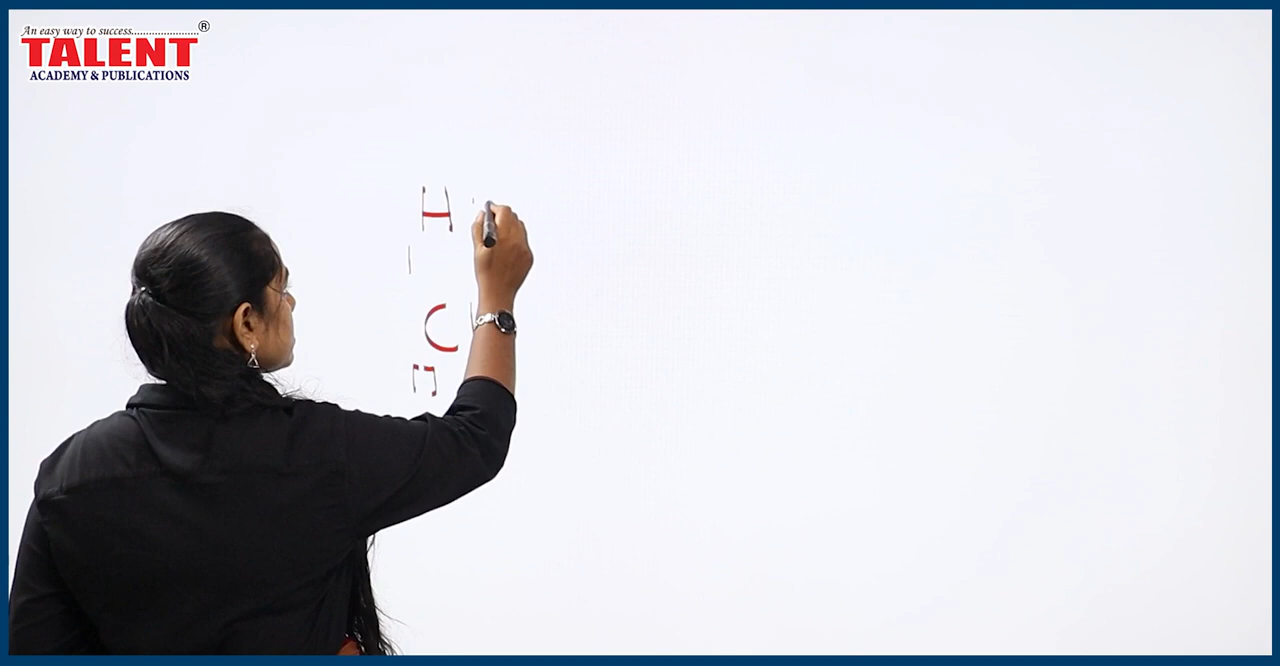 An easy way to success......................®
TALENT
ACADEMY & PUBLICATIONS
H
C